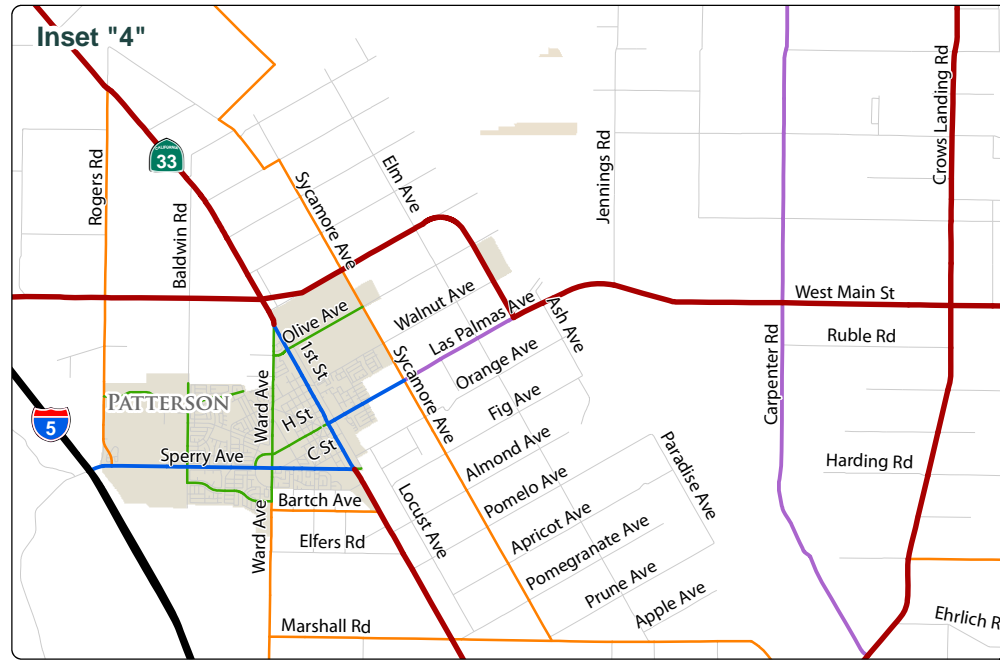 Inset "4"
CALIFORNIA
33
Rogers Rd
Baldwin Rd
Sycamore Ave
Elm Ave
Jennings Rd
Crows Landing Rd
West Main St
Ruble Rd
Carpenter Rd
Harding Rd
Ehrlich R
Olive Ave
Walnut Ave
Las Palmas Ave
Ash Ave
1st St
Orange Ave
Sycamore Ave
Fig Ave
PATTERSON
Ward Ave
H St
C St
5
Sperry Ave
Almond Ave
Paradise Ave
Pomelo Ave
Bartch Ave
Locust Ave
Apricot Ave
Ward Ave
Elfers Rd
Pomegranate Ave
Prune Ave
Apple Ave
Marshall Rd